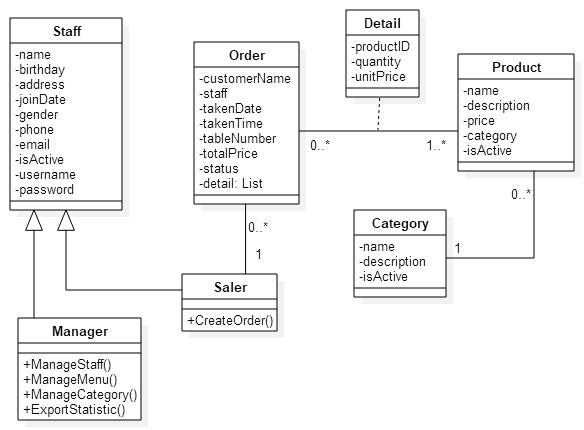 Staff
-name
-birthday
-address
-joinDate
-gender
-phone
-email
-isActive
-username
-password
Order
-customerName
-staff
-takenDate
-takenTime
-tableNumber
-totalPrice
-status
-detail: List
Detail
-productID
-quantity
-unitPrice
Product
-name
-description
-price
-category
-isActive
0..*
1..*
0..*
1
0..*
1
Category
-name
-description
-isActive
Saler
+CreateOrder()
Manager
+ManageStaff()
+ManageMenu()
+ManageCategory()
+ExportStatistic()